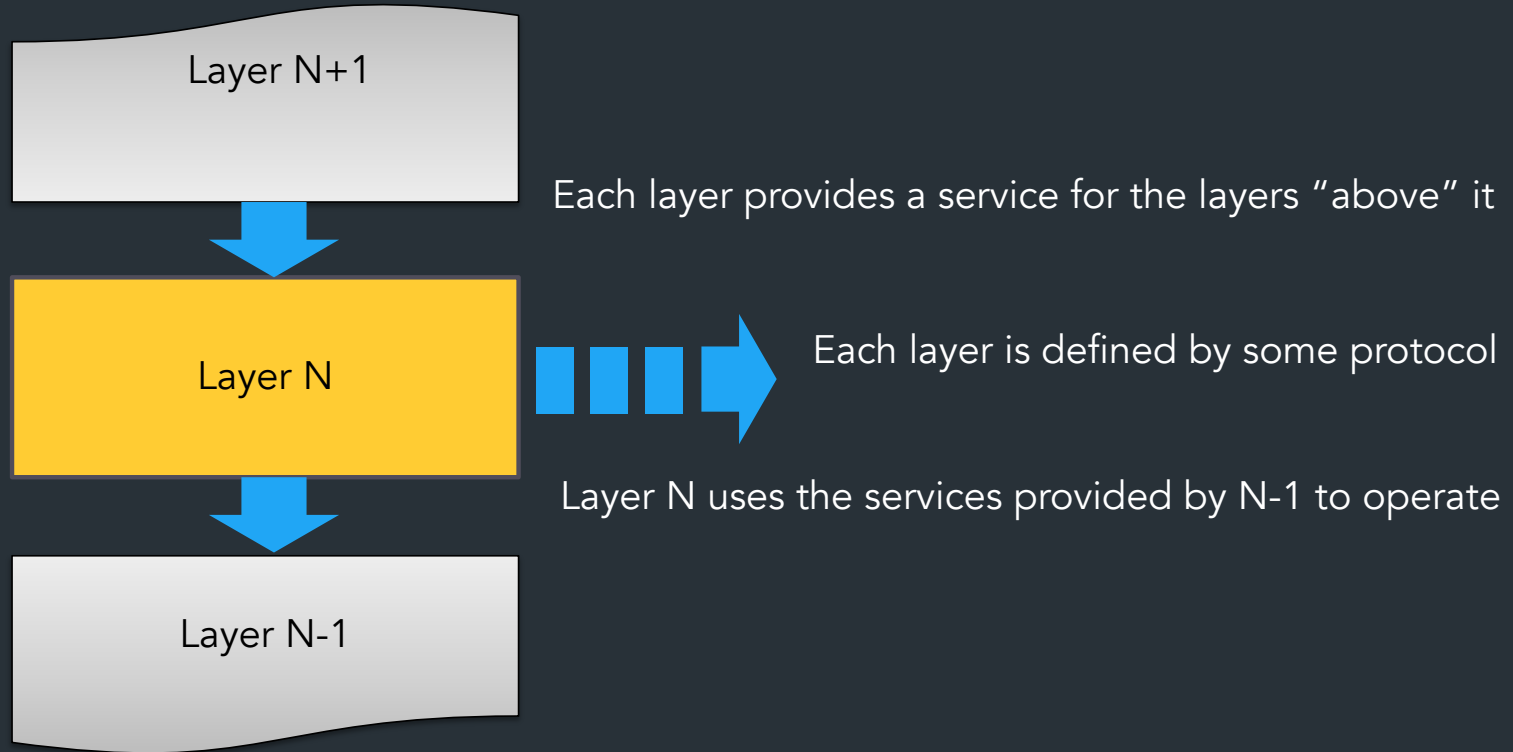 Layer N+1
Each layer provides a service for the layers “above” it
Layer N
Each layer is defined by some protocol
Layer N uses the services provided by N-1 to operate
Layer N-1